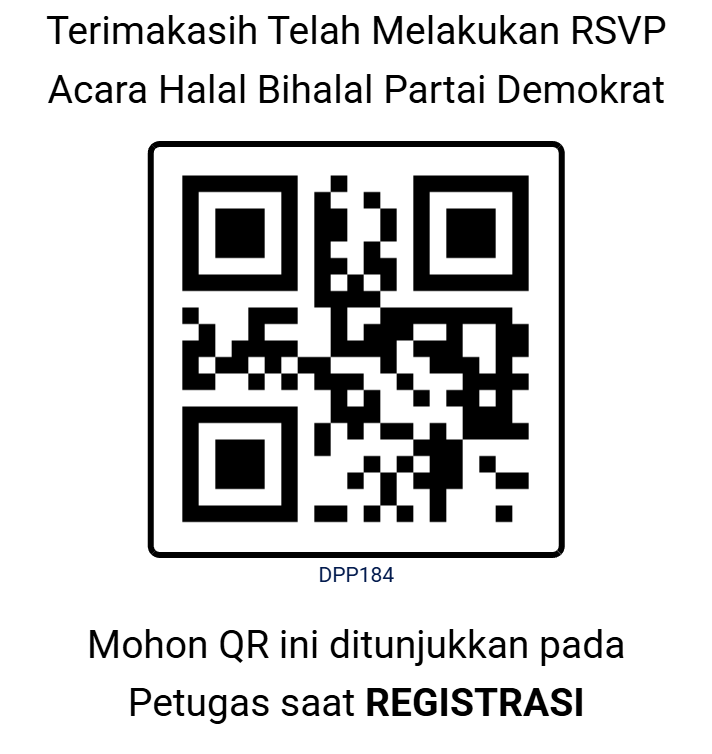 Terimakasih Telah Melakukan RSVP
Acara Halal Bihalal Partai Demokrat
DPP184
Mohon QR ini ditunjukkan pada
Petugas saat REGISTRASI